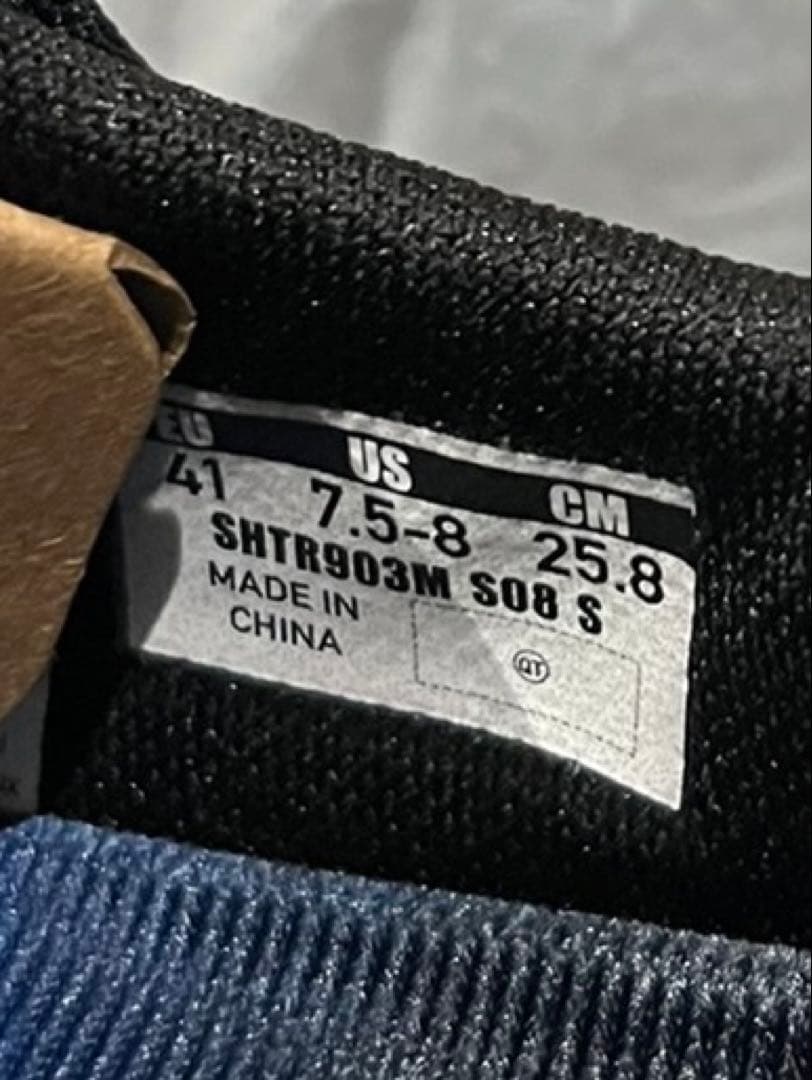 EU US CM
41 7.5-8 25.8
SHTR903M S08 S
MADE IN
CHINA
QT